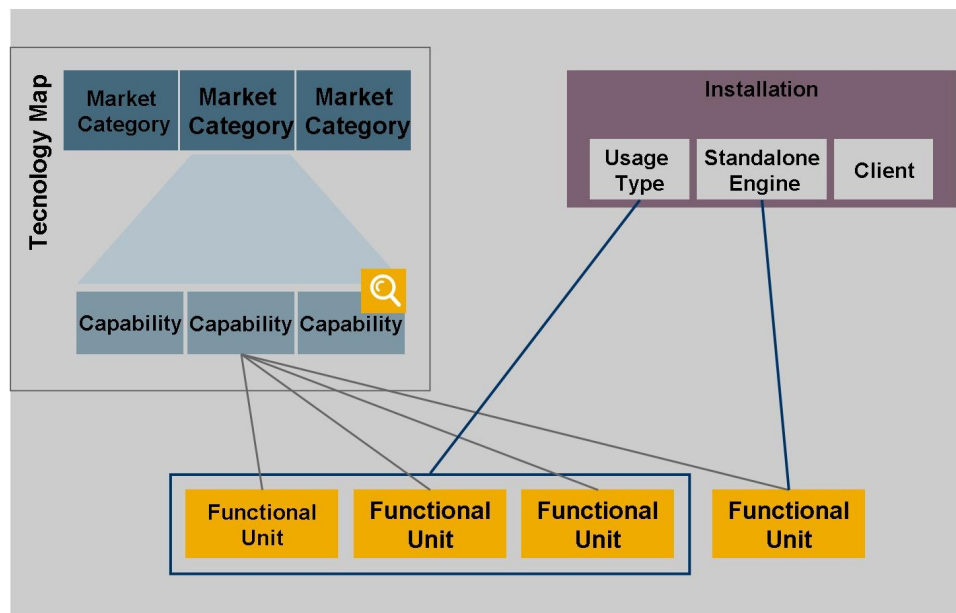 Tecnology Map
Market
Category
Market
Category
Market
Category
Capability
Capability
Capability
Installation
Usage
Type
Standalone
Engine
Client
Functional
Unit
Functional
Unit
Functional
Unit
Functional
Unit